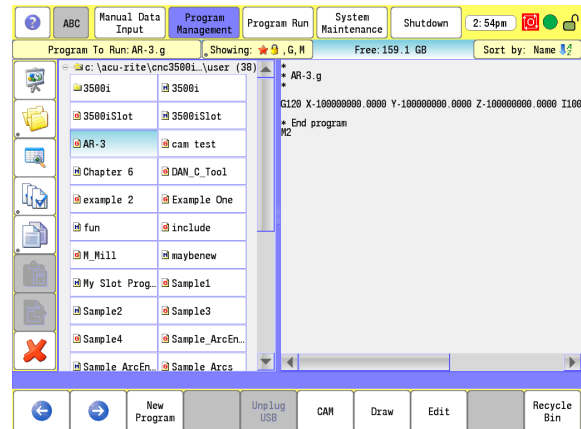 ABC
Manual Data Input
Program Management
Program Run
System Maintenance
Shutdown
2:54pm
Program To Run:AR-3.g
Showing: ,G,M
Free:159.1 GB
Sort by: Name
c:\acu-rite\cnc3500i…\user (38)
3500i
3500i
3500iSlot
3500iSlot
AR-3
cam test
Chapter 6
DAN_C_Tool
example 2
Example One
fun
include
M_Mill
maybenew
My Slot Prog…
Sample1
Sample2
Sample3
Sample4
Sample_ArcEn…
Sample ArcEn…
Sample Arcs
*
* AR-3.g
*
G120 X-100000000.0000 Y-100000000.0000 Z-100000000.0000 I100
* End program
M2
New Program
Unplug USB
CAM
Draw
Edit
Recycle Bin